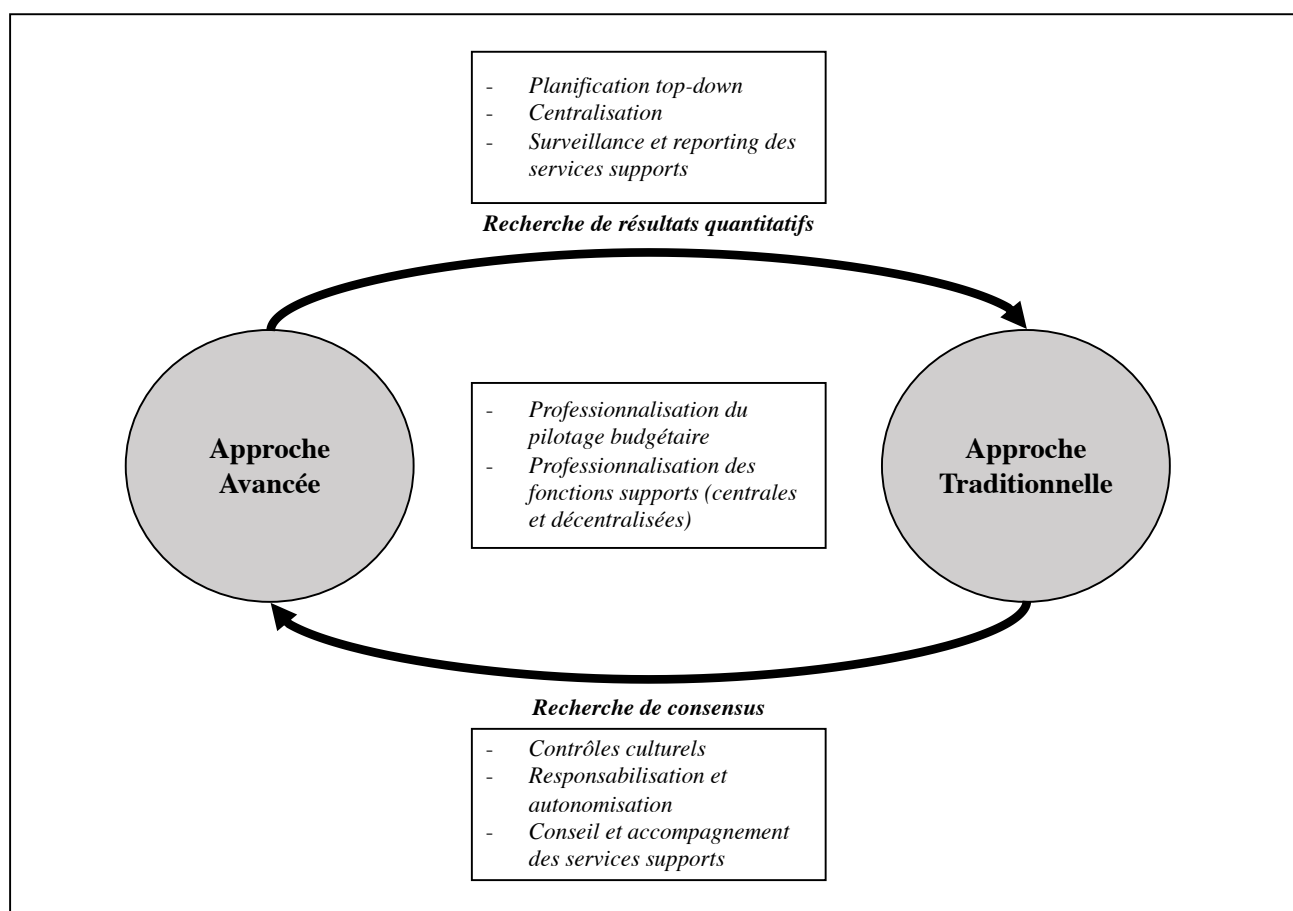 - Planification top-down
- Centralisation
- Surveillance et reporting des
services supports
Recherche de résultats quantitatifs
Approche
Avancée
- Professionnalisation du
pilotage budgétaire
- Professionnalisation des
fonctions supports (centrales
et décentralisées)
Approche
Traditionnelle
Recherche de consensus
- Contrôles culturels
- Responsabilisation et
autonomisation
- Conseil et accompagnement
des services supports